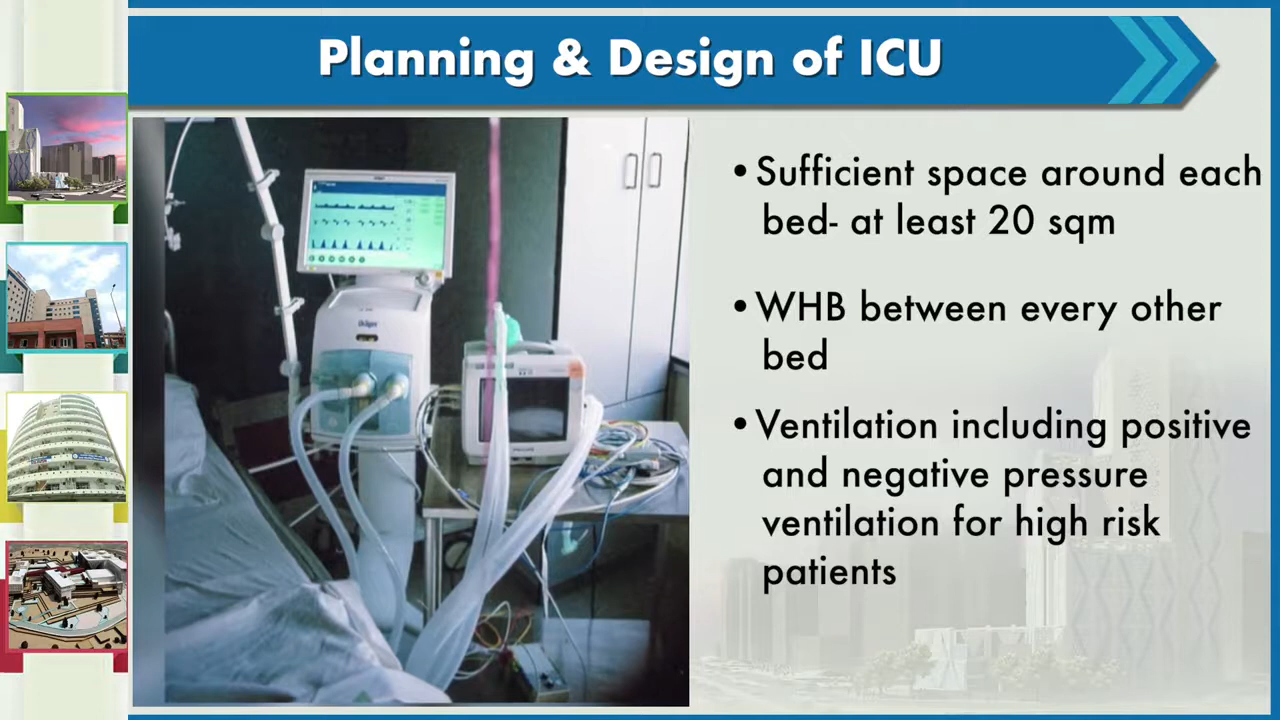 Planning & Design of ICU
• Sufficient space around each
bed- at least 20 sqm
• WHB between every other
bed
• Ventilation including positive
and negative pressure
ventilation for high risk
patients
Dräger